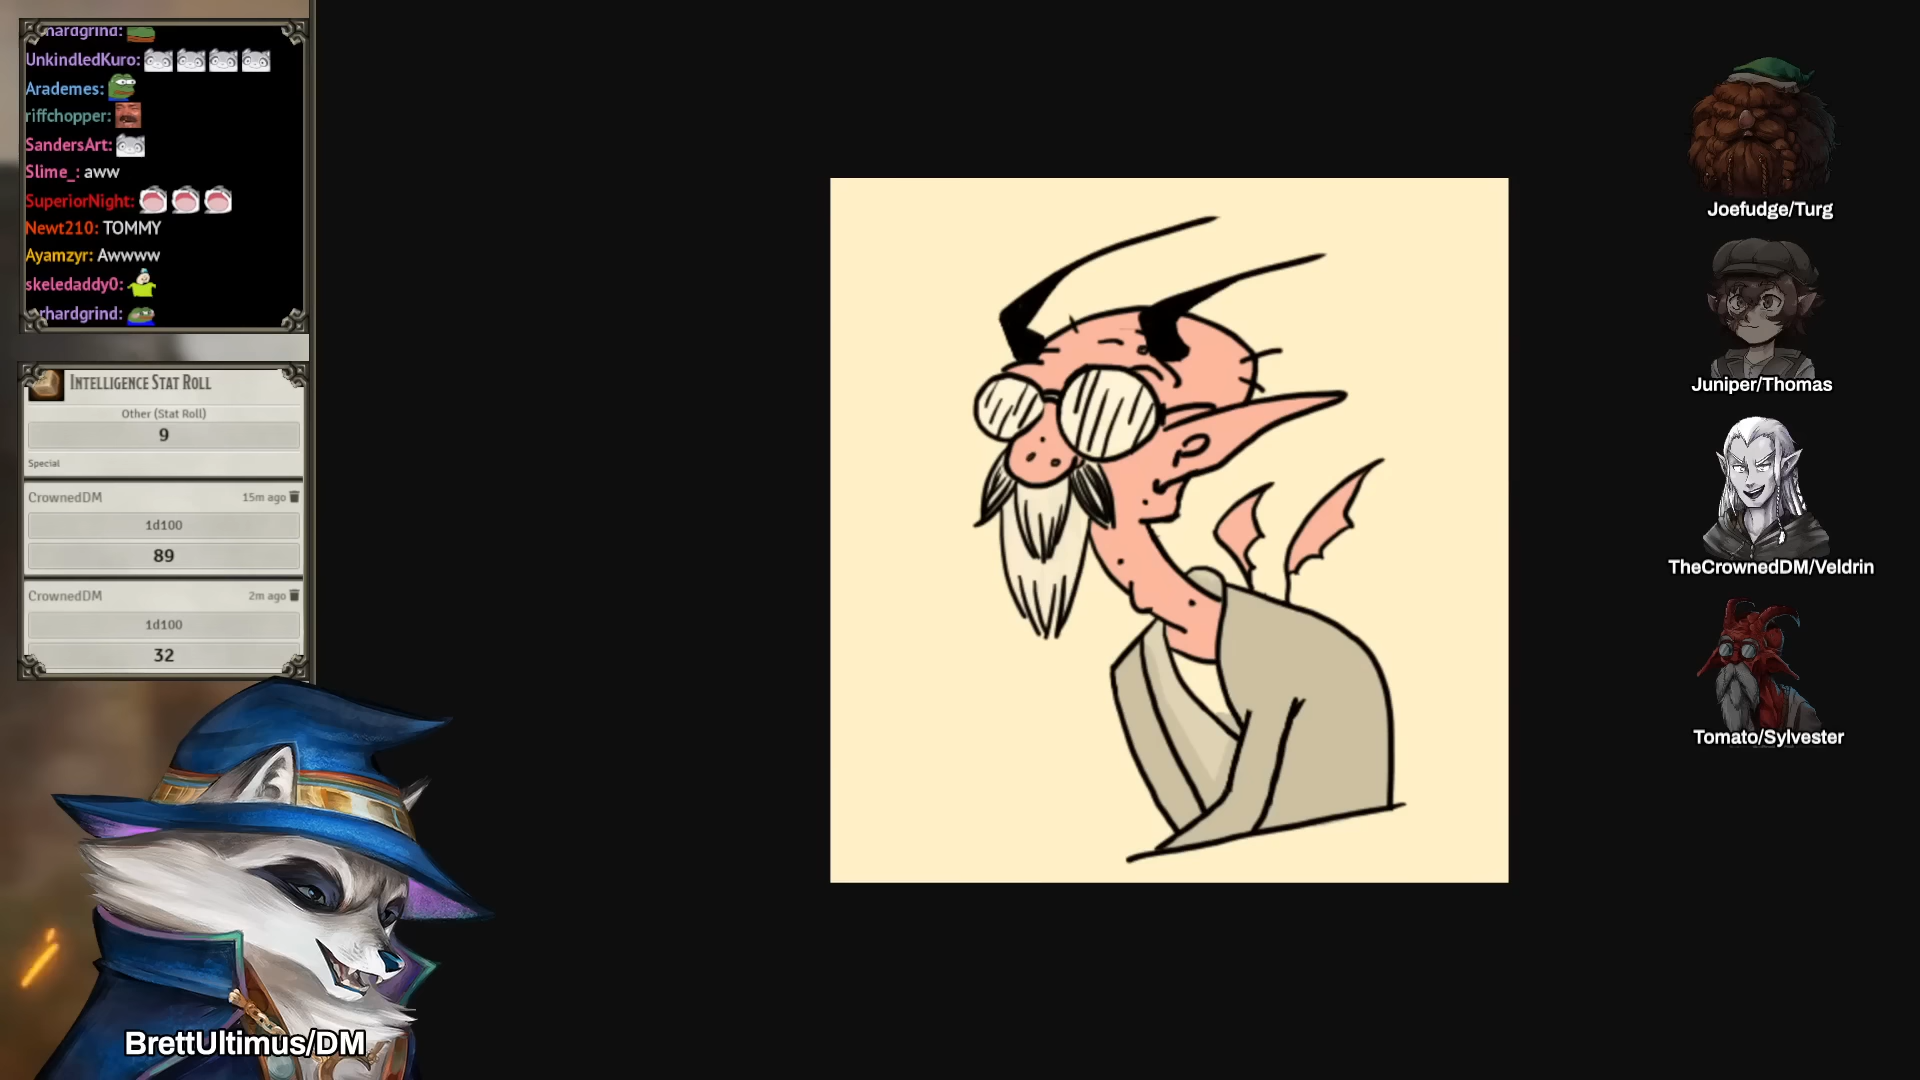 hardgrind:
UnkindledKuro:
Arademes:
riffchopper:
SandersArt:
Slime_: aww
SuperiorNight:
Newt210: TOMMY
Ayamzyr: Awwww
skeledaddy0:
rhardgrind:
Intelligence Stat Roll
Other (Stat Roll)
9
Special
CrownedDM 15m ago
1d100
89
CrownedDM 2m ago
1d100
32
BrettUltimus/DM
Joefudge/Turg
Juniper/Thomas
TheCrownedDM/Veldrin
Tomato/Sylvester